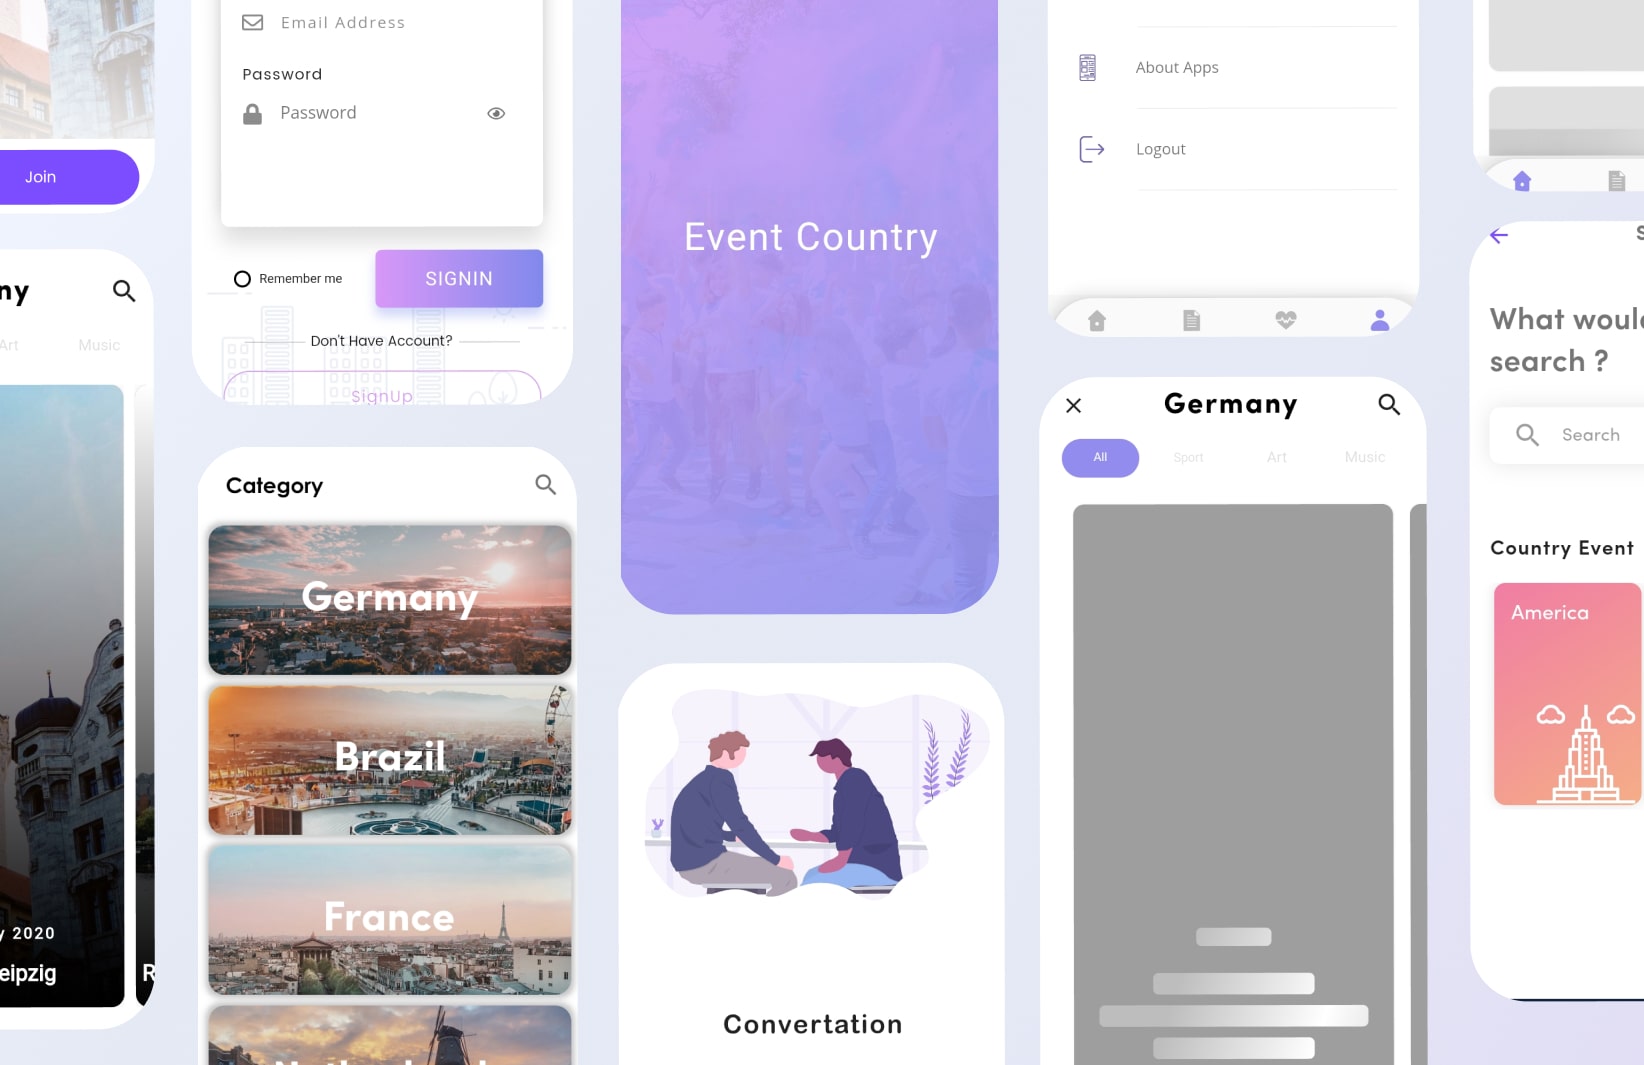 Join
ny
Art
Music
y 2020
eipzig
R
Email Address
Password
Password
Remember me
SIGNIN
Don't Have Account?
SignUp
Category
Germany
Brazil
France
Event Country
Convertation
About Apps
Logout
Germany
All
Sport
Art
Music
S
What would
search ?
Search
Country Event
America